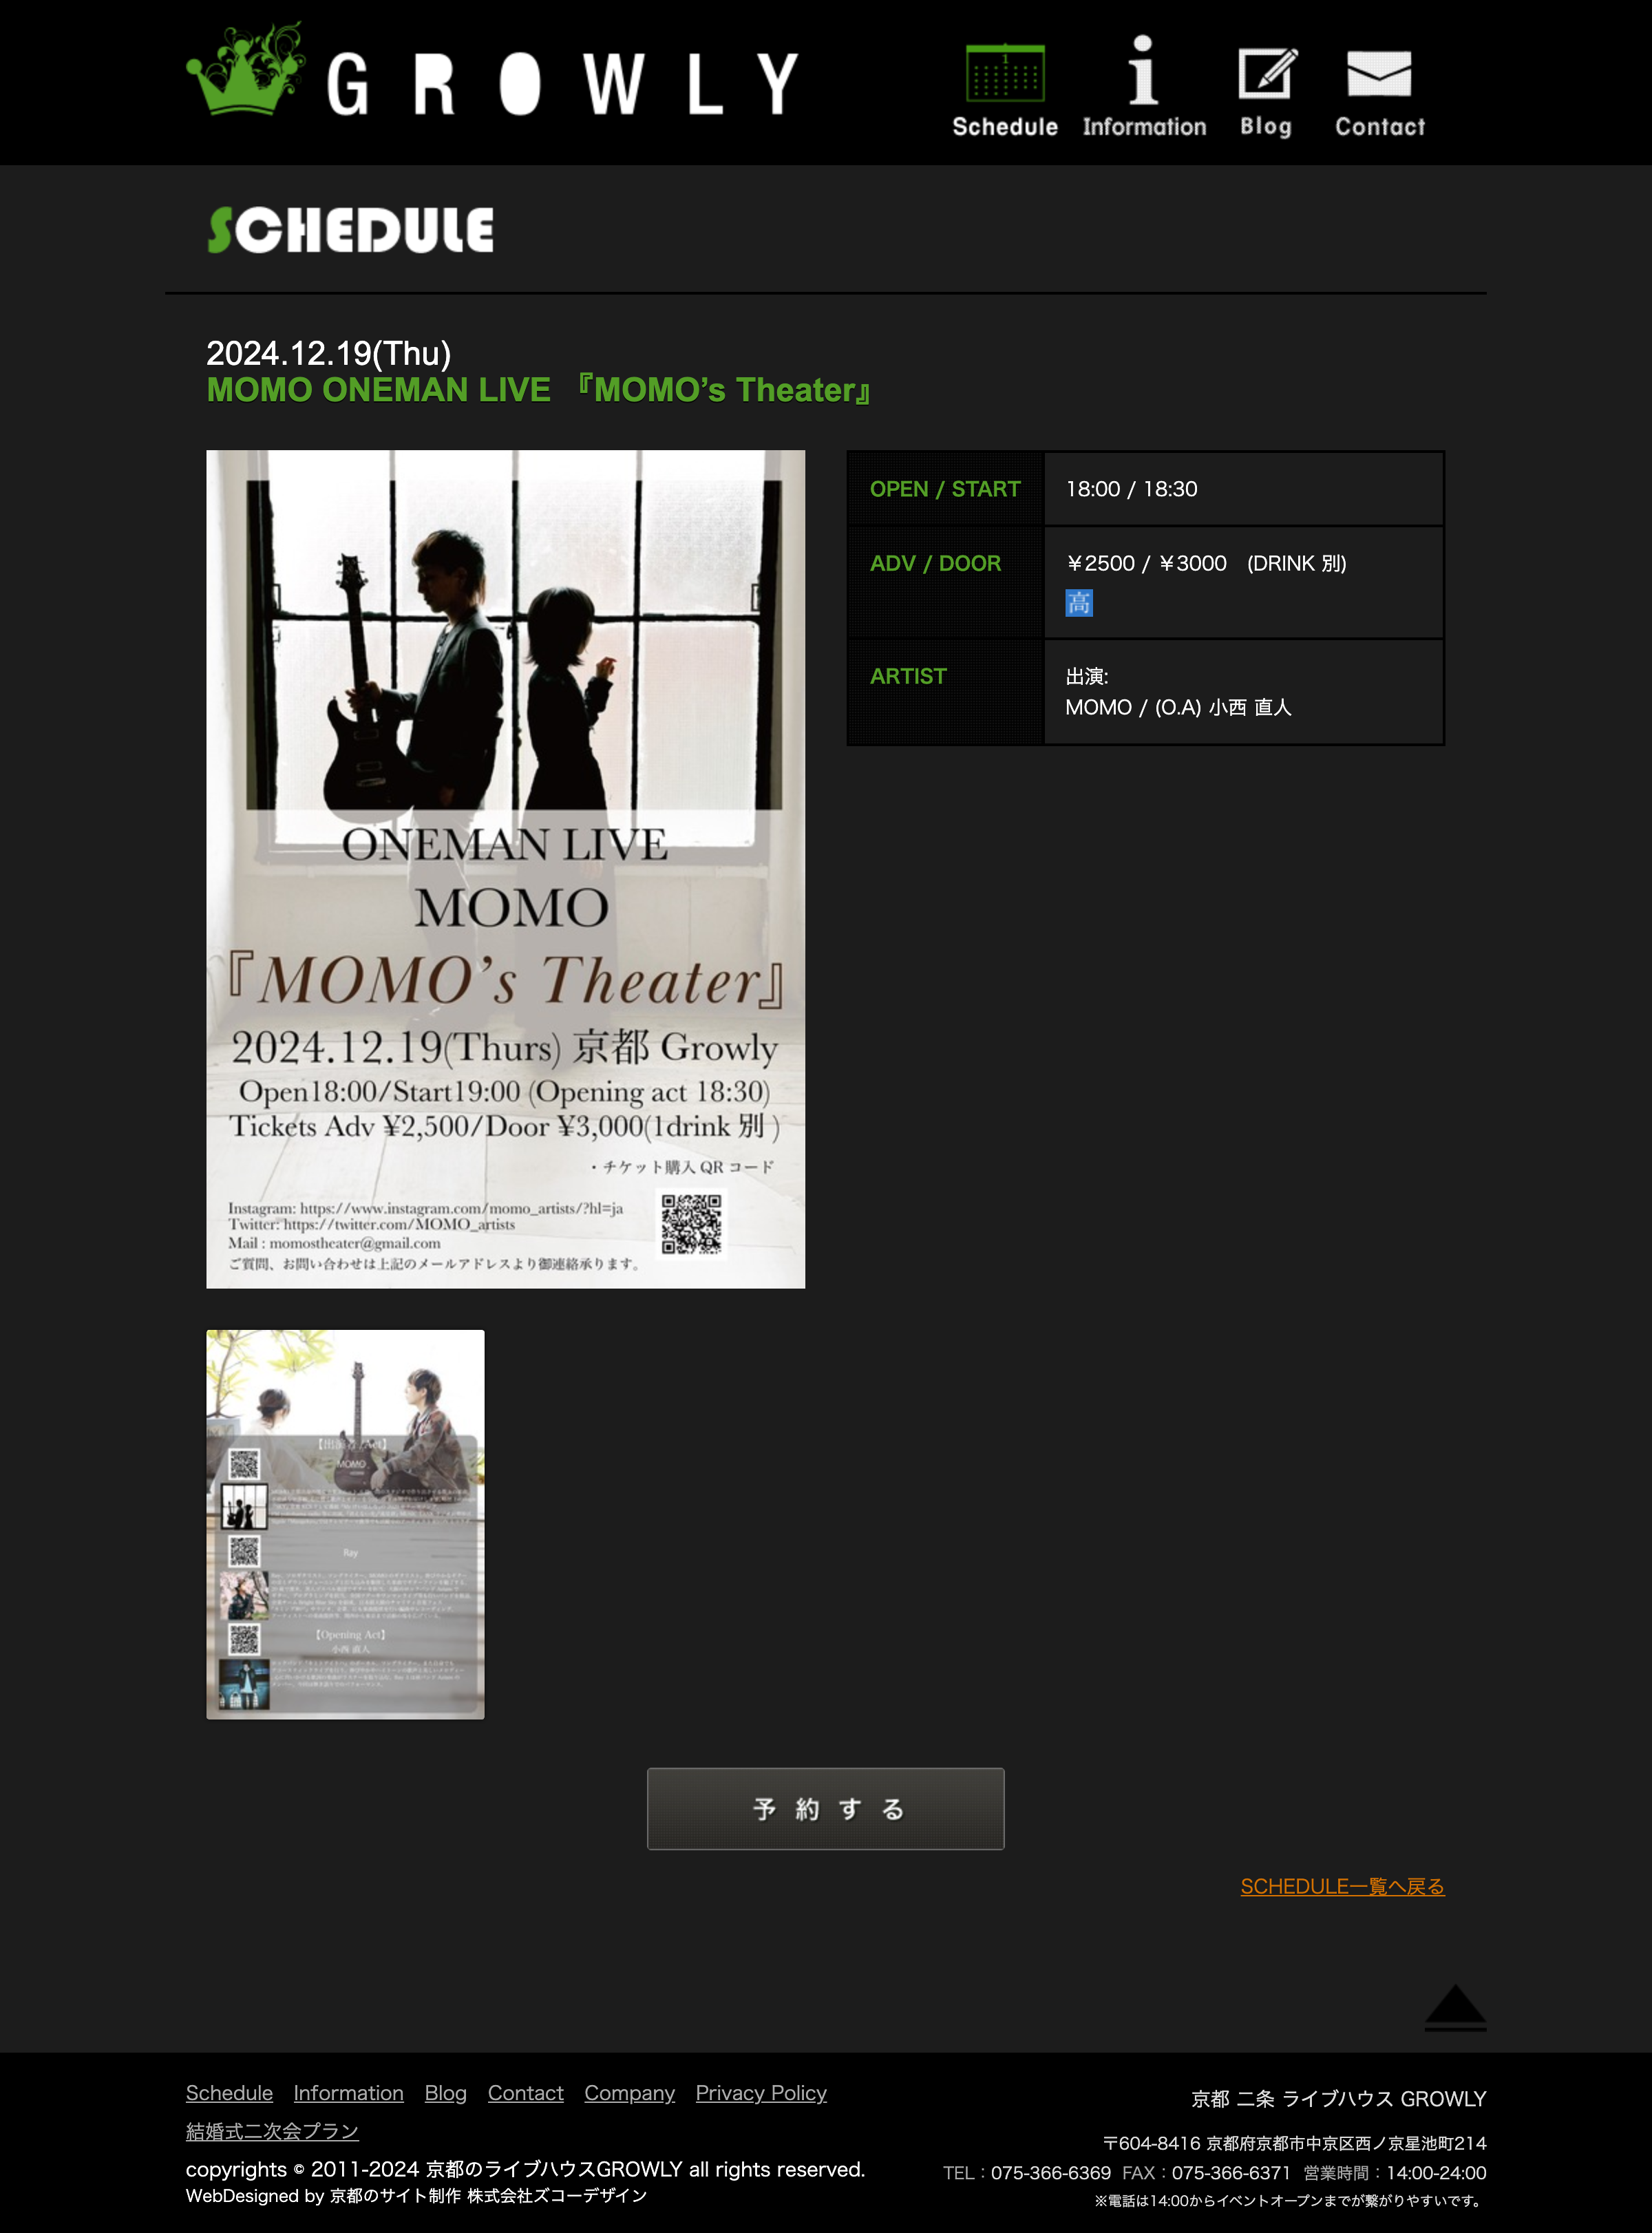 GROWLY
Schedule
Information
Blog
Contact
SCHEDULE
2024.12.19(Thu)
MOMO ONEMAN LIVE 『MOMO’s Theater』
OPEN / START
18:00 / 18:30
ADV / DOOR
￥2500 / ￥3000　(DRINK 別)
高
ARTIST
出演:
MOMO / (O.A) 小西 直人
ONEMAN LIVE
MOMO
『MOMO’s Theater』
2024.12.19(Thurs) 京都 Growly
Open18:00/Start19:00 (Opening act 18:30)
Tickets Adv ¥2,500/Door ¥3,000(1drink 別 )
・チケット購入 QR コード
Instagram: https://www.instagram.com/momo_artists/?hl=ja
Twitter: https://twitter.com/MOMO_artists
Mail : momostheater@gmail.com
ご質問、お問い合わせは上記のメールアドレスより御連絡承ります。
MOMO
Ray
【Opening Act】
小西 直人
予約する
SCHEDULE一覧へ戻る
Schedule Information Blog Contact Company Privacy Policy
結婚式二次会プラン
copyrights © 2011-2024 京都のライブハウスGROWLY all rights reserved.
WebDesigned by 京都のサイト制作 株式会社ズコーデザイン
京都 二条 ライブハウス GROWLY
〒604-8416 京都府京都市中京区西ノ京星池町214
TEL：075-366-6369 FAX：075-366-6371 営業時間：14:00-24:00
※電話は14:00からイベントオープンまでが繋がりやすいです。